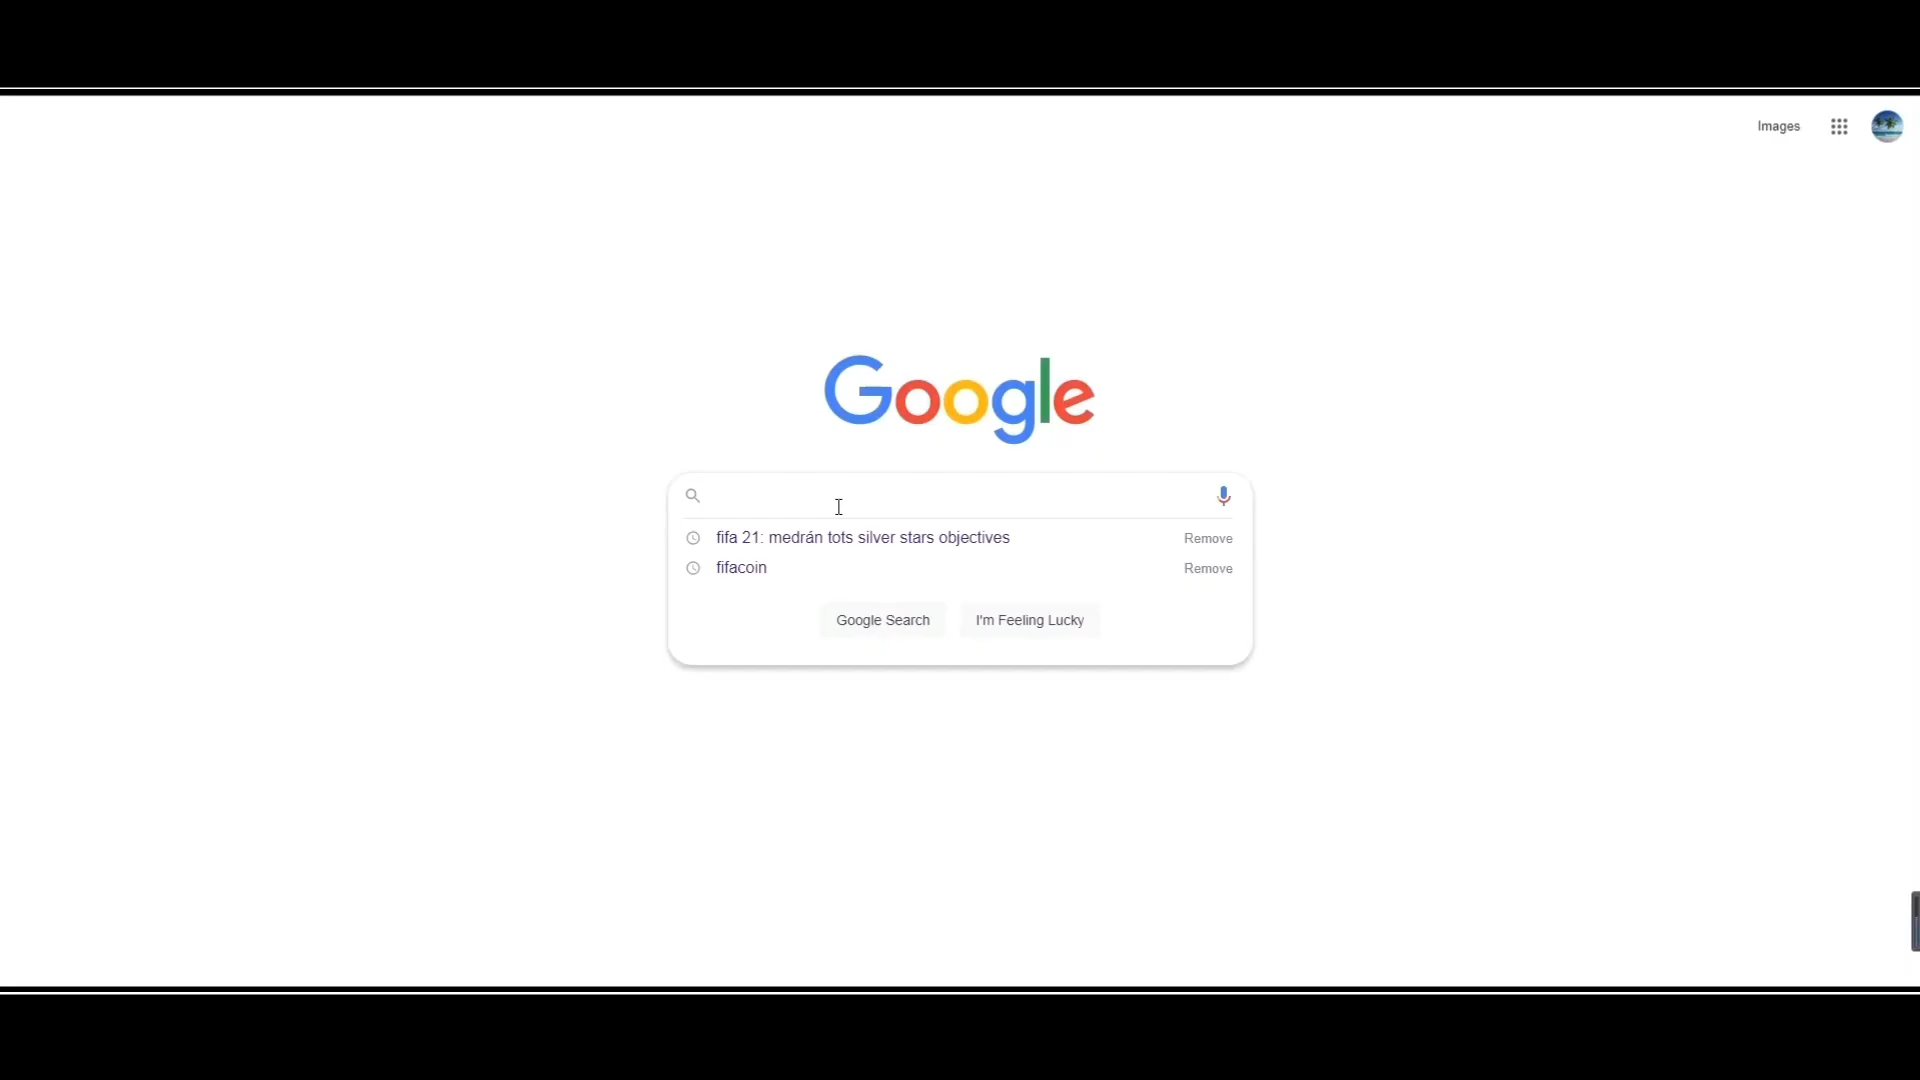 Images
Google
fifa 21: medrán tots silver stars objectives
Remove
fifacoin
Remove
Google Search
I'm Feeling Lucky